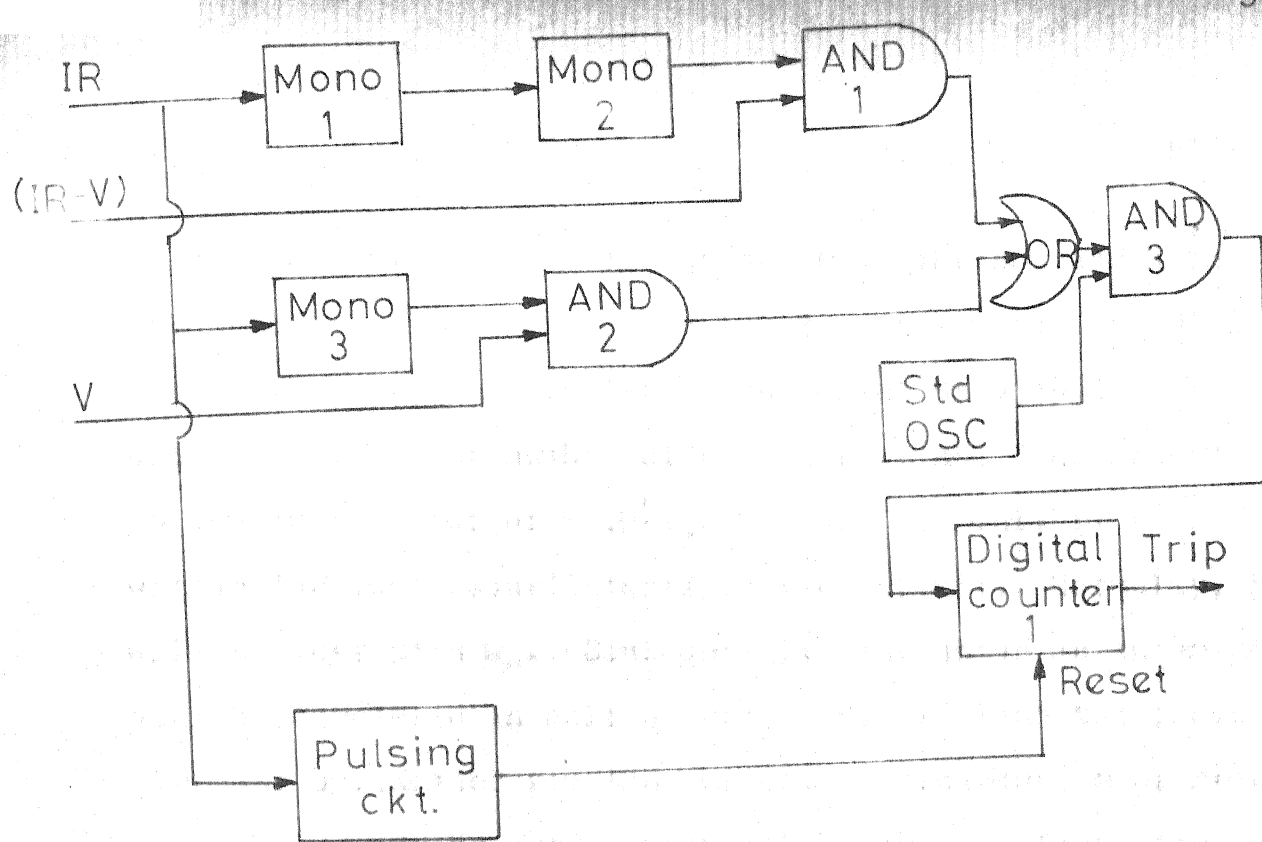 IR
Mono
1
Mono
2
AND
1
(IR-V)
AND
3
OR
Mono
3
AND
2
V
Std
OSC
Digital
counter
1
Trip
Reset
Pulsing
ckt.